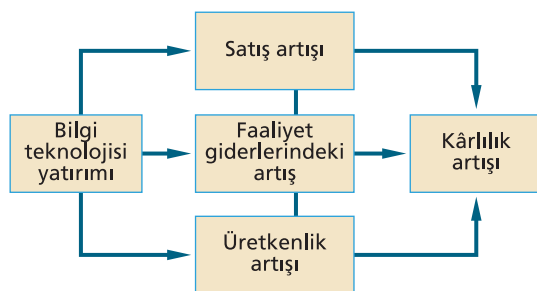 Satış artışı
Bilgi
teknolojisi
yatırımı
Faaliyet
giderlerindeki
artış
Kârlılık
artışı
Üretkenlik
artışı